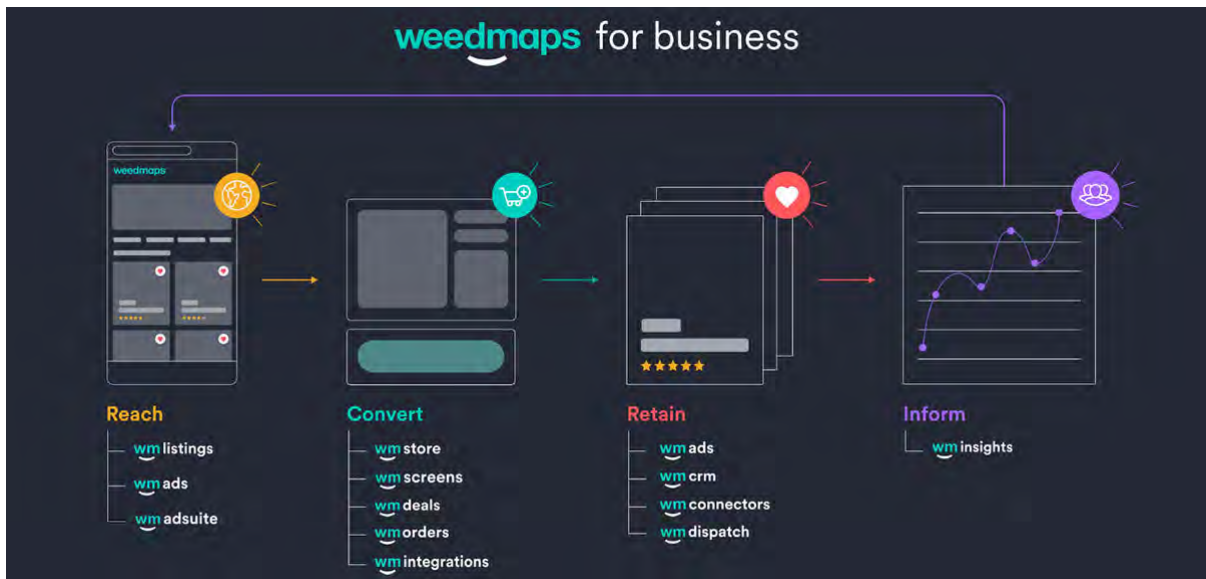 weedmaps for business
weedmaps
Reach
wm listings
wm ads
wm adsuite
Convert
wm store
wm screens
wm deals
wm orders
wm integrations
Retain
wm ads
wm crm
wm connectors
wm dispatch
Inform
wm insights